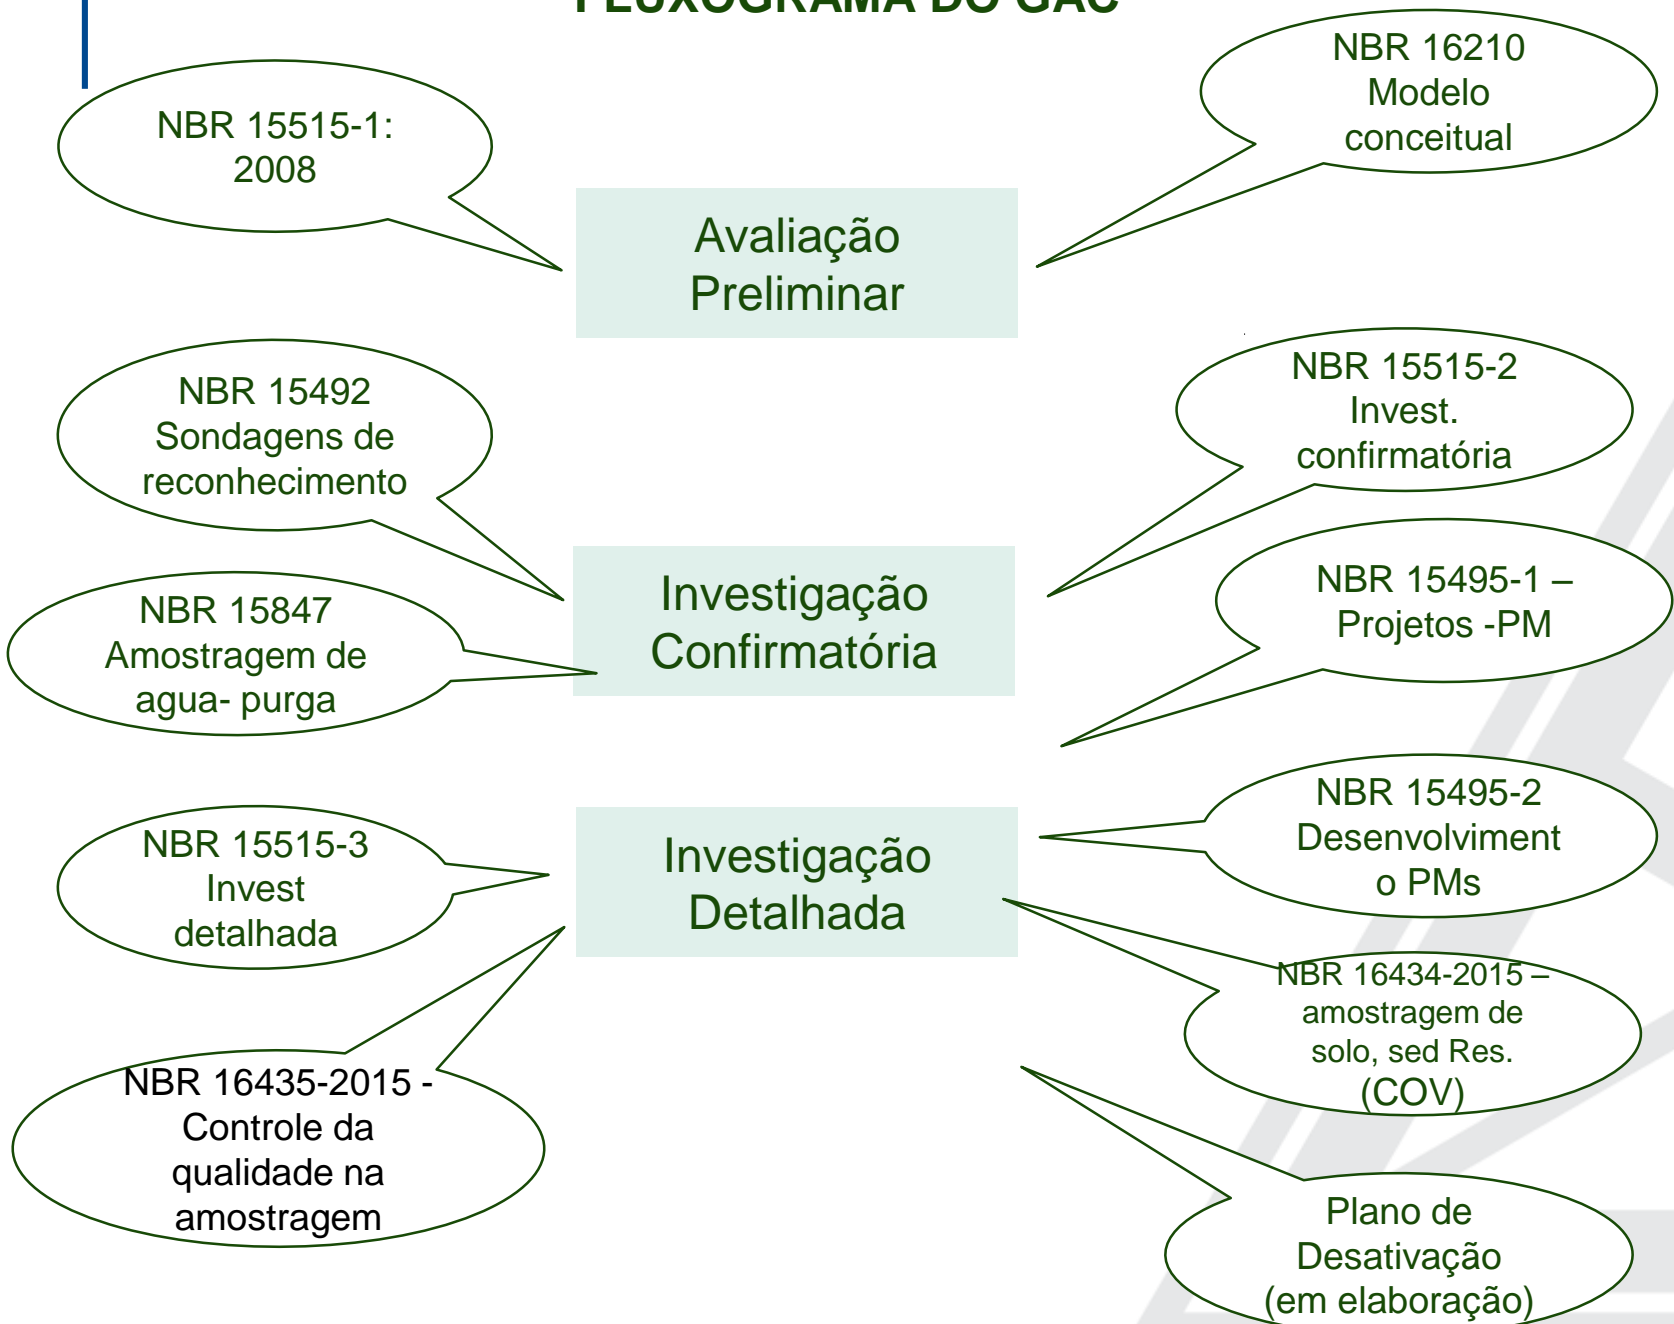 FLUXOGRAMA DO GAC
NBR 15515-1:
2008
NBR 16210
Modelo
conceitual
Avaliação
Preliminar
NBR 15492
Sondagens de
reconhecimento
NBR 15515-2
Invest.
confirmatória
Investigação
Confirmatória
NBR 15847
Amostragem de
agua- purga
NBR 15495-1 –
Projetos -PM
NBR 15515-3
Invest
detalhada
Investigação
Detalhada
NBR 15495-2
Desenvolviment
o PMs
NBR 16434-2015 –
amostragem de
solo, sed Res.
(COV)
NBR 16435-2015 -
Controle da
qualidade na
amostragem
Plano de
Desativação
(em elaboração)